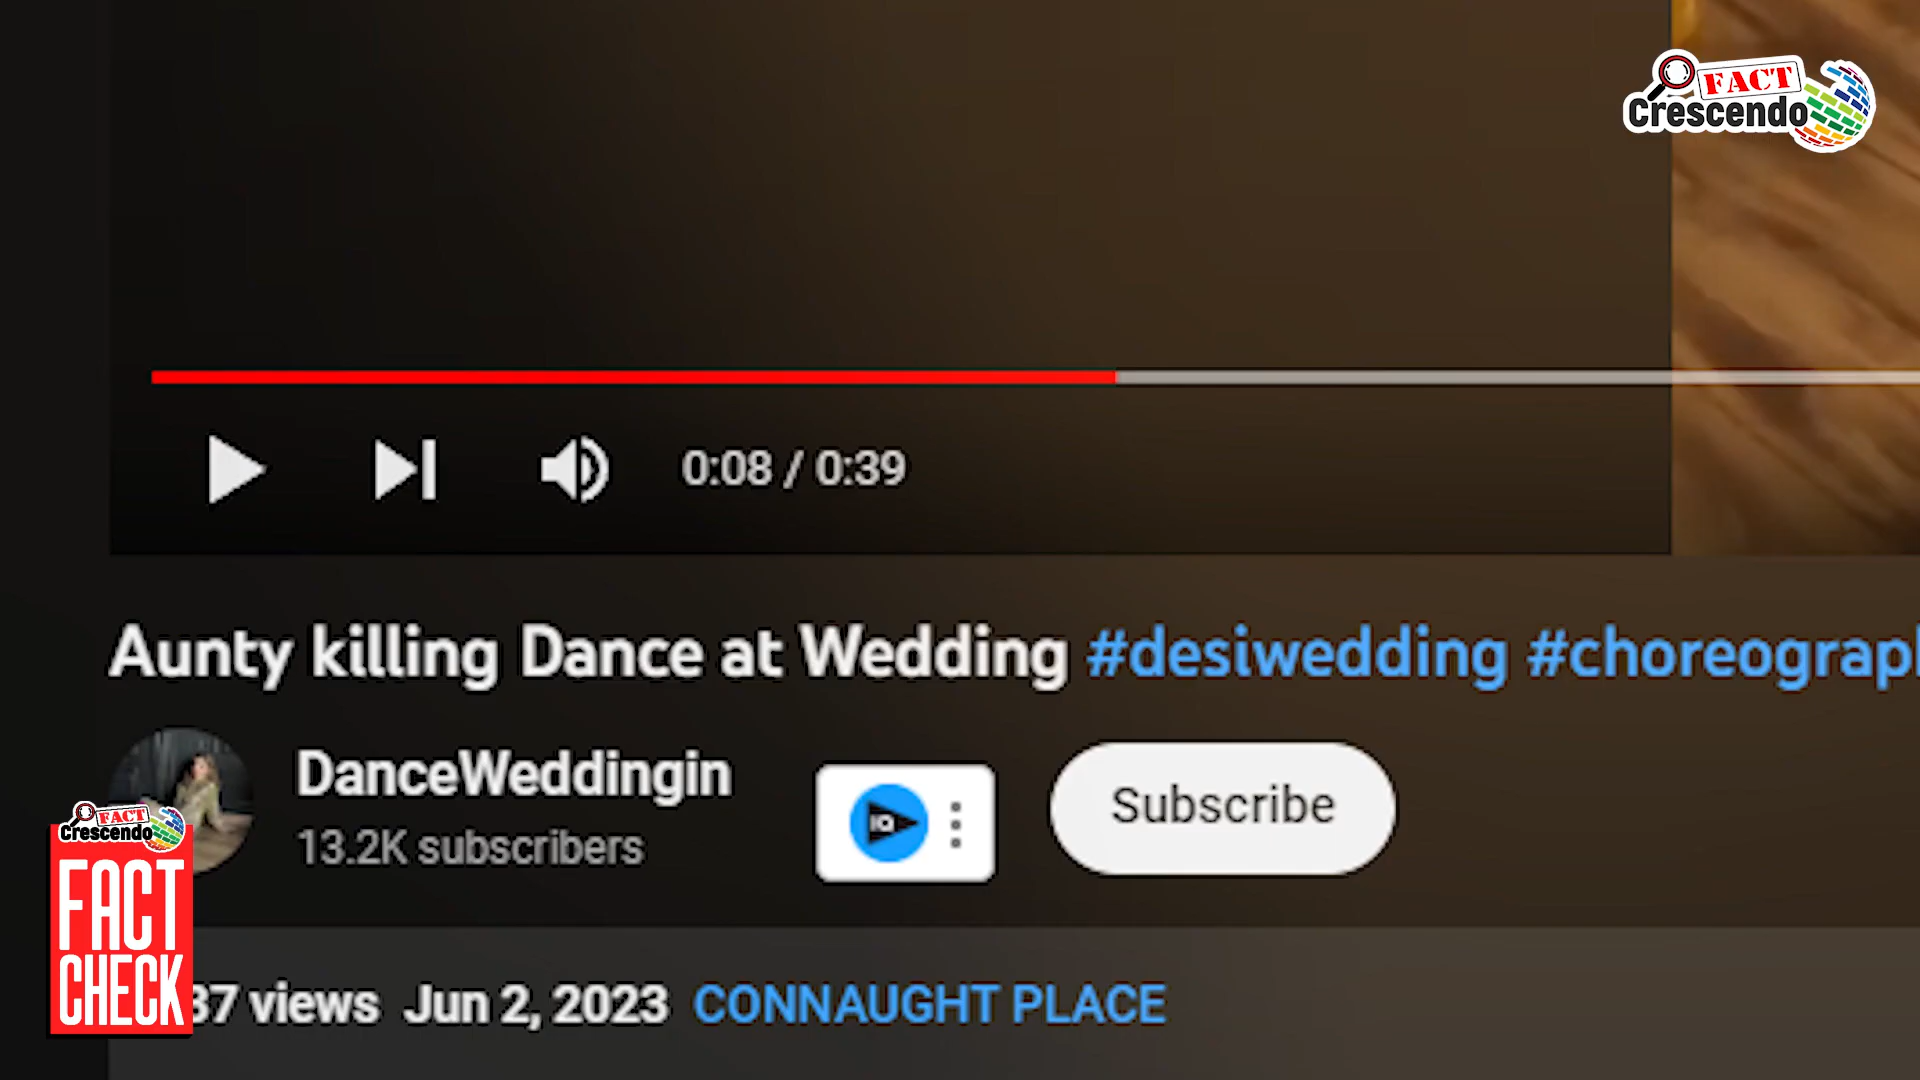 FACT
Crescendo
0:08 / 0:39
Aunty killing Dance at Wedding #desiwedding
DanceWeddingin
13.2K subscribers
IQ
Subscribe
FACT
Crescendo
FACT
CHECK
views Jun 2, 2023 CONNAUGHT PLACE